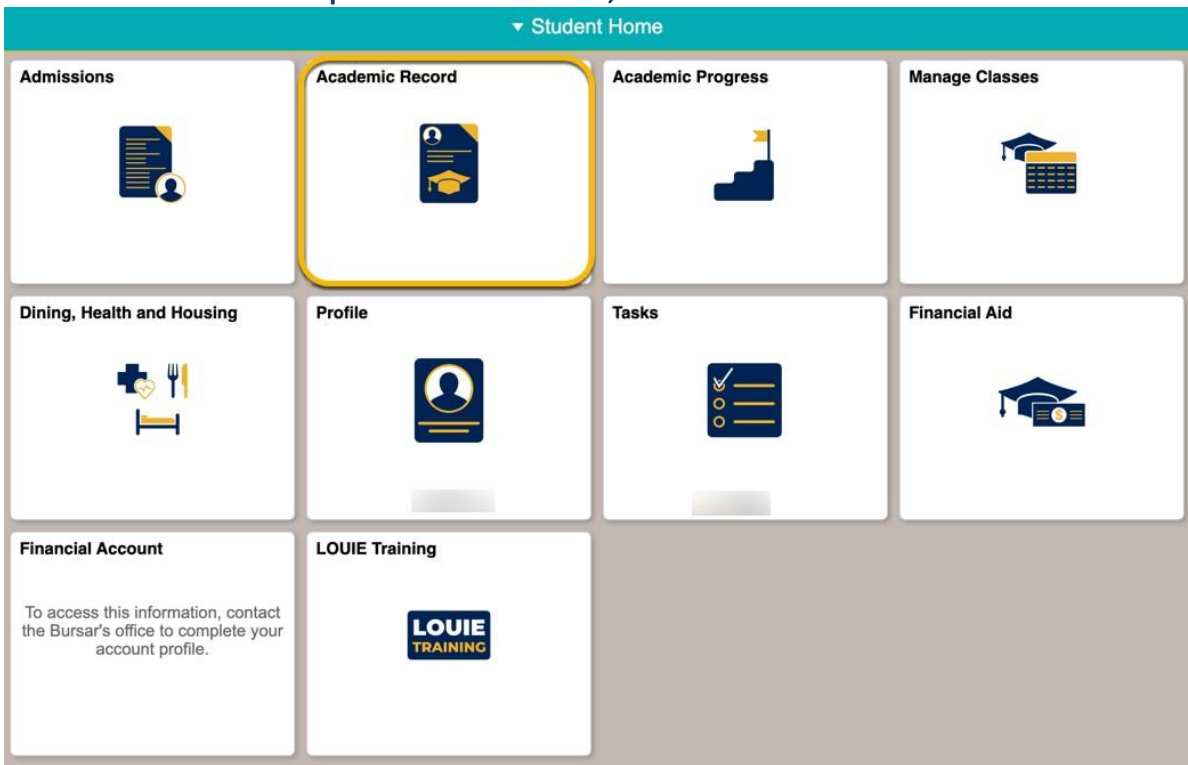 Student Home
Admissions
Academic Record
Academic Progress
Manage Classes
Dining, Health and Housing
Profile
Tasks
Financial Aid
$
Financial Account
LOUIE Training
To access this information, contact
the Bursar's office to complete your
account profile.
LOUIE
TRAINING